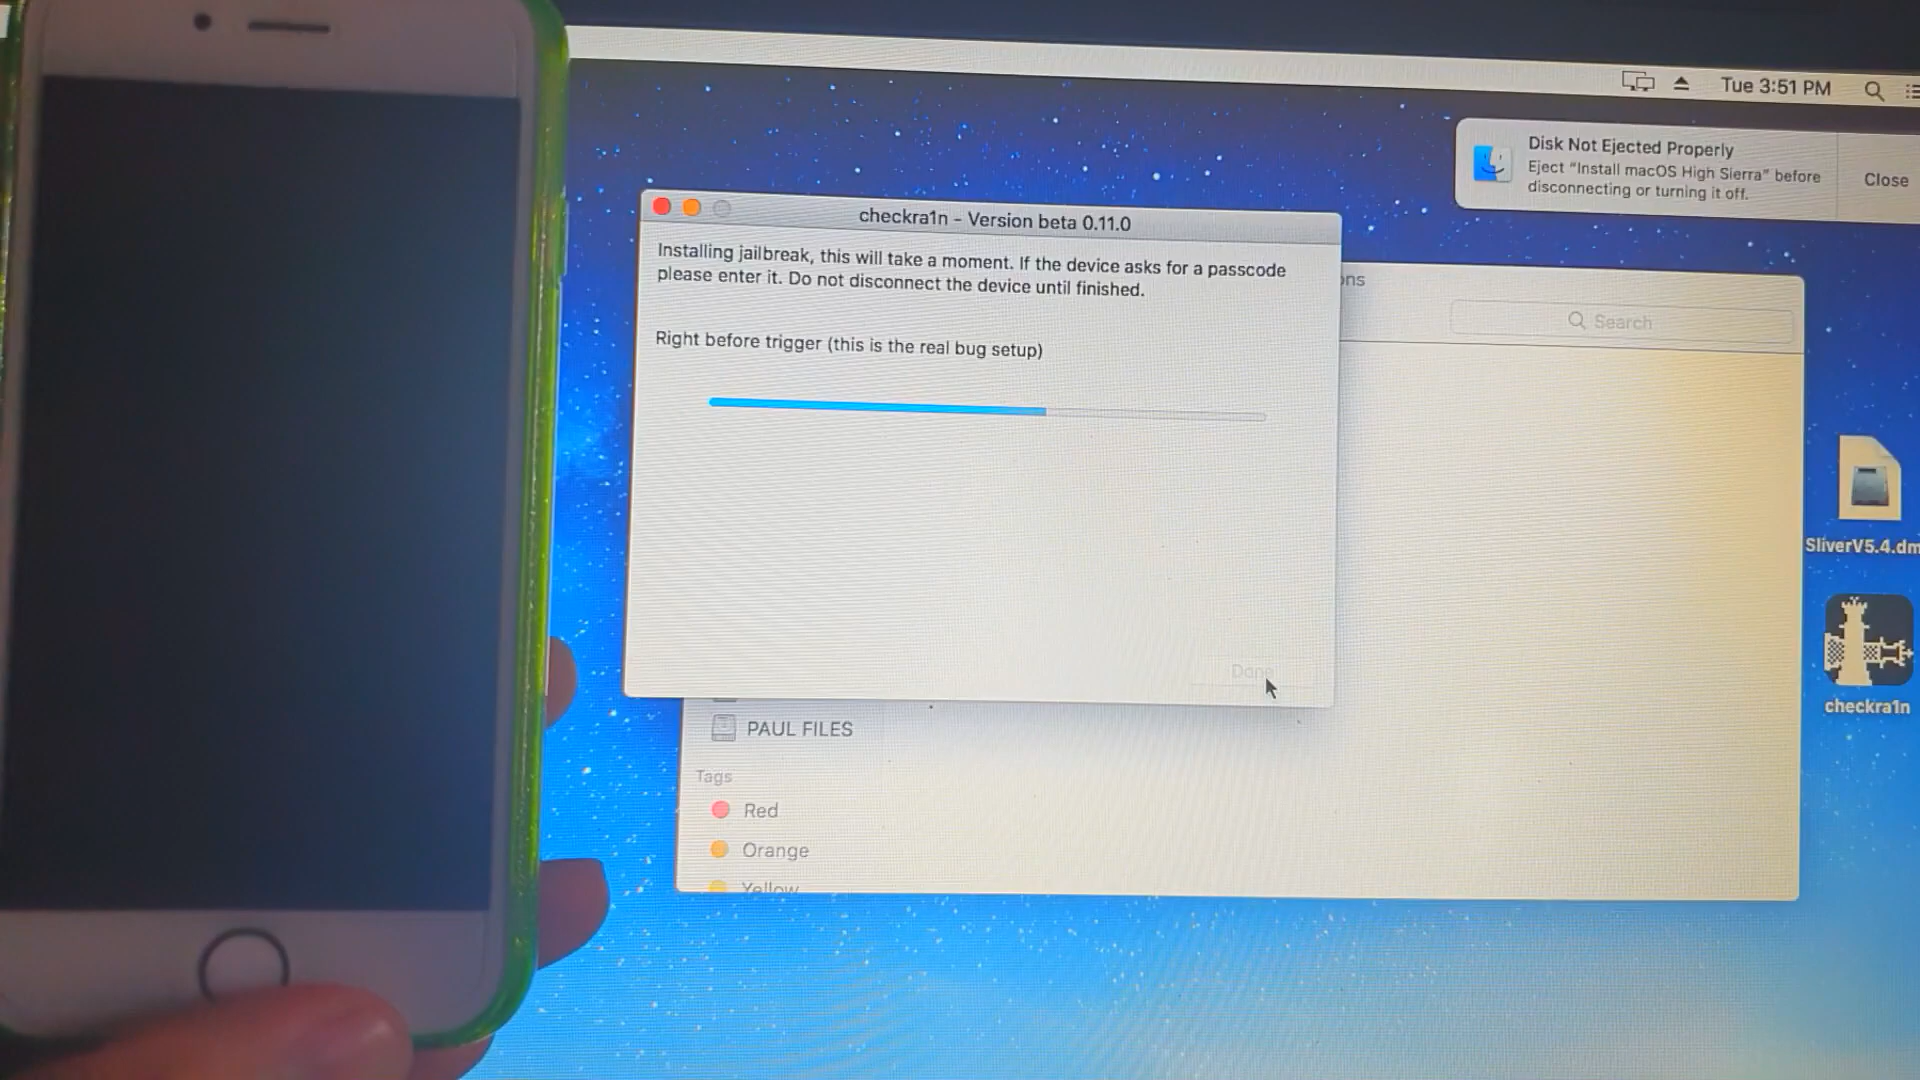 Tue 3:51 PM
Disk Not Ejected Properly
Eject “Install macOS High Sierra” before
disconnecting or turning it off.
Close
checkra1n - Version beta 0.11.0
Installing jailbreak, this will take a moment. If the device asks for a passcode
please enter it. Do not disconnect the device until finished.
Right before trigger (this is the real bug setup)
Done
Search
PAUL FILES
Tags
Red
Orange
Yellow
SliverV5.4.dm
checkra1n